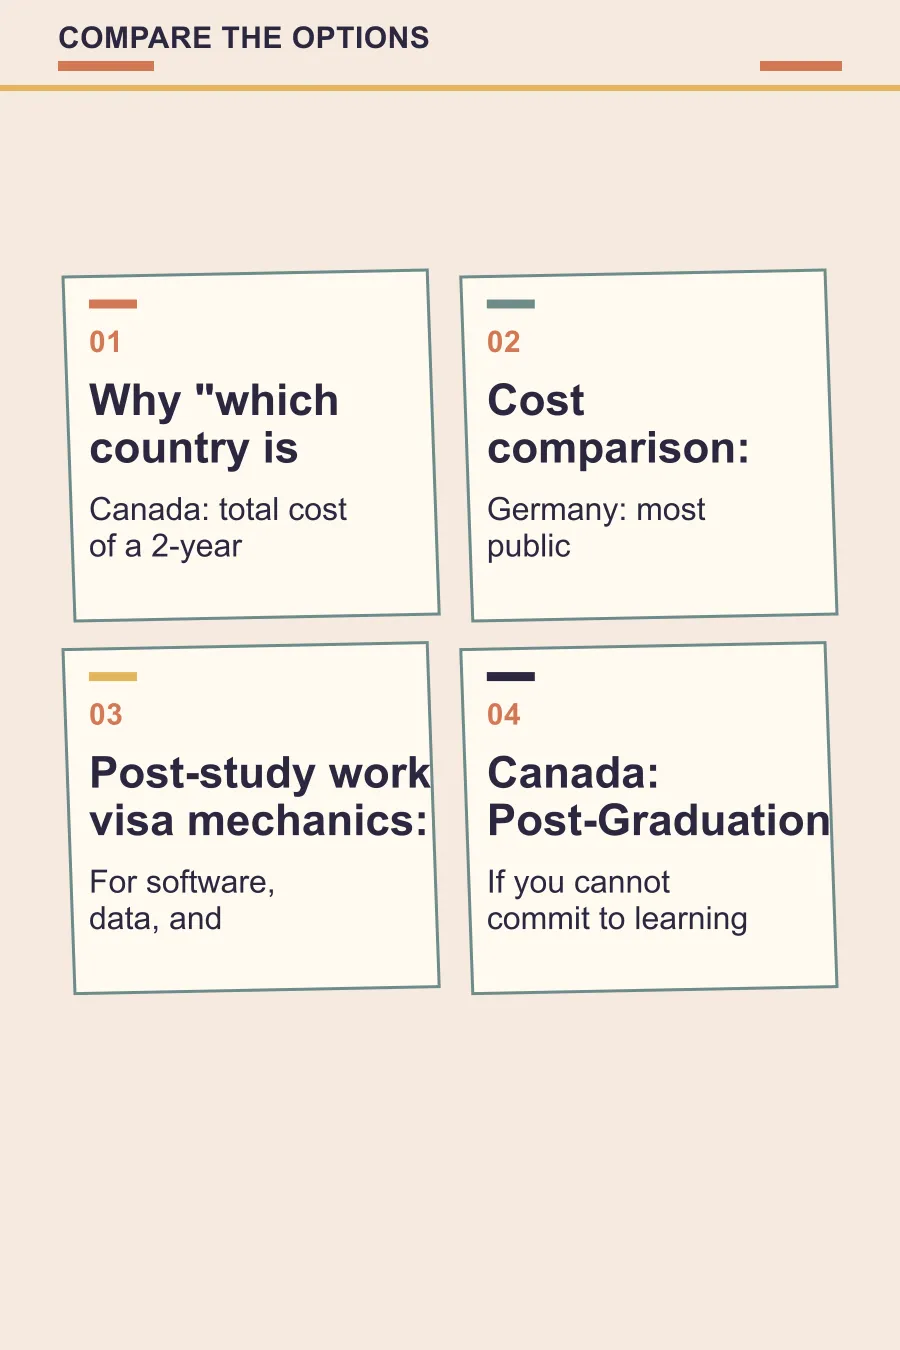 COMPARE THE OPTIONS
01
Why "which
country is
Canada: total cost
of a 2-year
02
Cost
comparison:
Germany: most
public
03
Post-study work
visa mechanics:
For software,
data, and
04
Canada:
Post-Graduation
If you cannot
commit to learning